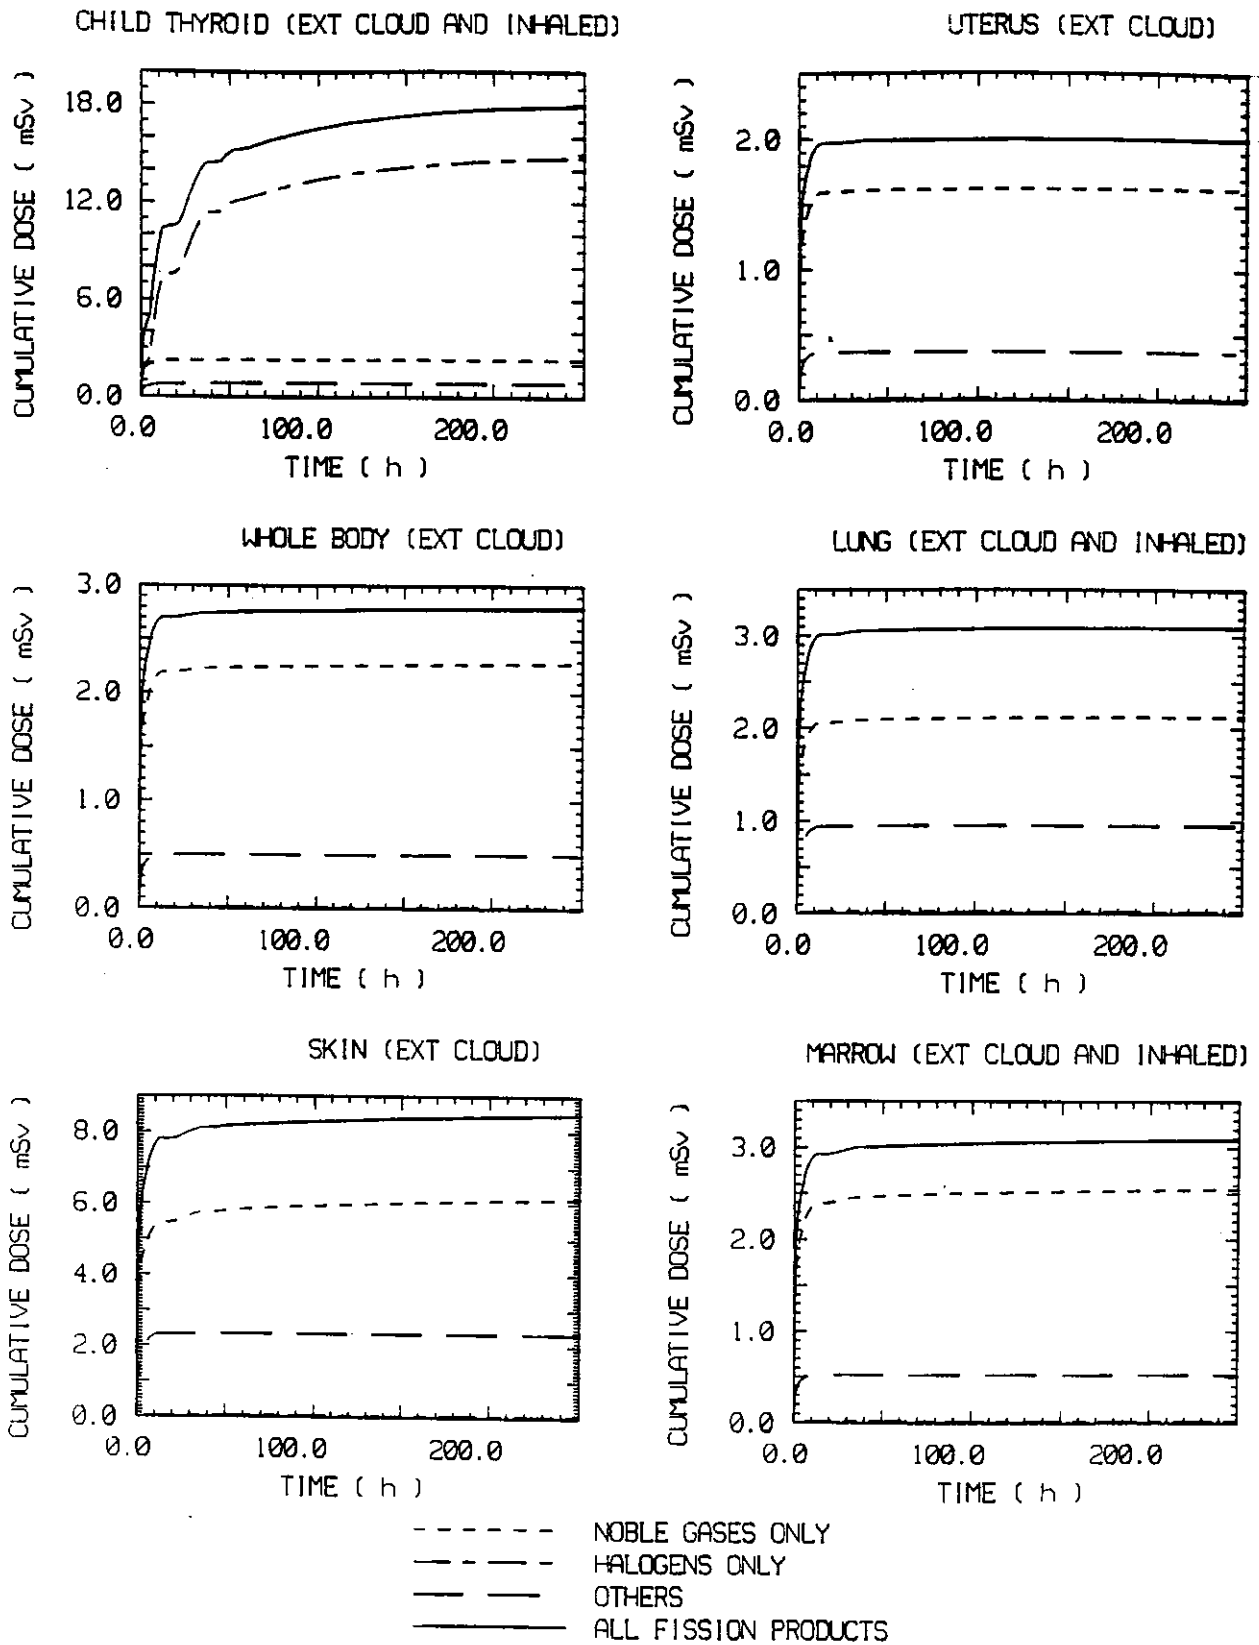 CHILD THYROID (EXT CLOUD AND INHALED)
CUMULATIVE DOSE ( mSv )
18.0
12.0
6.0
0.0
0.0 100.0 200.0
TIME ( h )
UTERUS (EXT CLOUD)
CUMULATIVE DOSE ( mSv )
2.0
1.0
0.0
0.0 100.0 200.0
TIME ( h )
WHOLE BODY (EXT CLOUD)
CUMULATIVE DOSE ( mSv )
3.0
2.0
1.0
0.0
0.0 100.0 200.0
TIME ( h )
LUNG (EXT CLOUD AND INHALED)
CUMULATIVE DOSE ( mSv )
3.0
2.0
1.0
0.0
0.0 100.0 200.0
TIME ( h )
SKIN (EXT CLOUD)
CUMULATIVE DOSE ( mSv )
8.0
6.0
4.0
2.0
0.0
0.0 100.0 200.0
TIME ( h )
MARROW (EXT CLOUD AND INHALED)
CUMULATIVE DOSE ( mSv )
3.0
2.0
1.0
0.0
0.0 100.0 200.0
TIME ( h )
NOBLE GASES ONLY
HALOGENS ONLY
OTHERS
ALL FISSION PRODUCTS